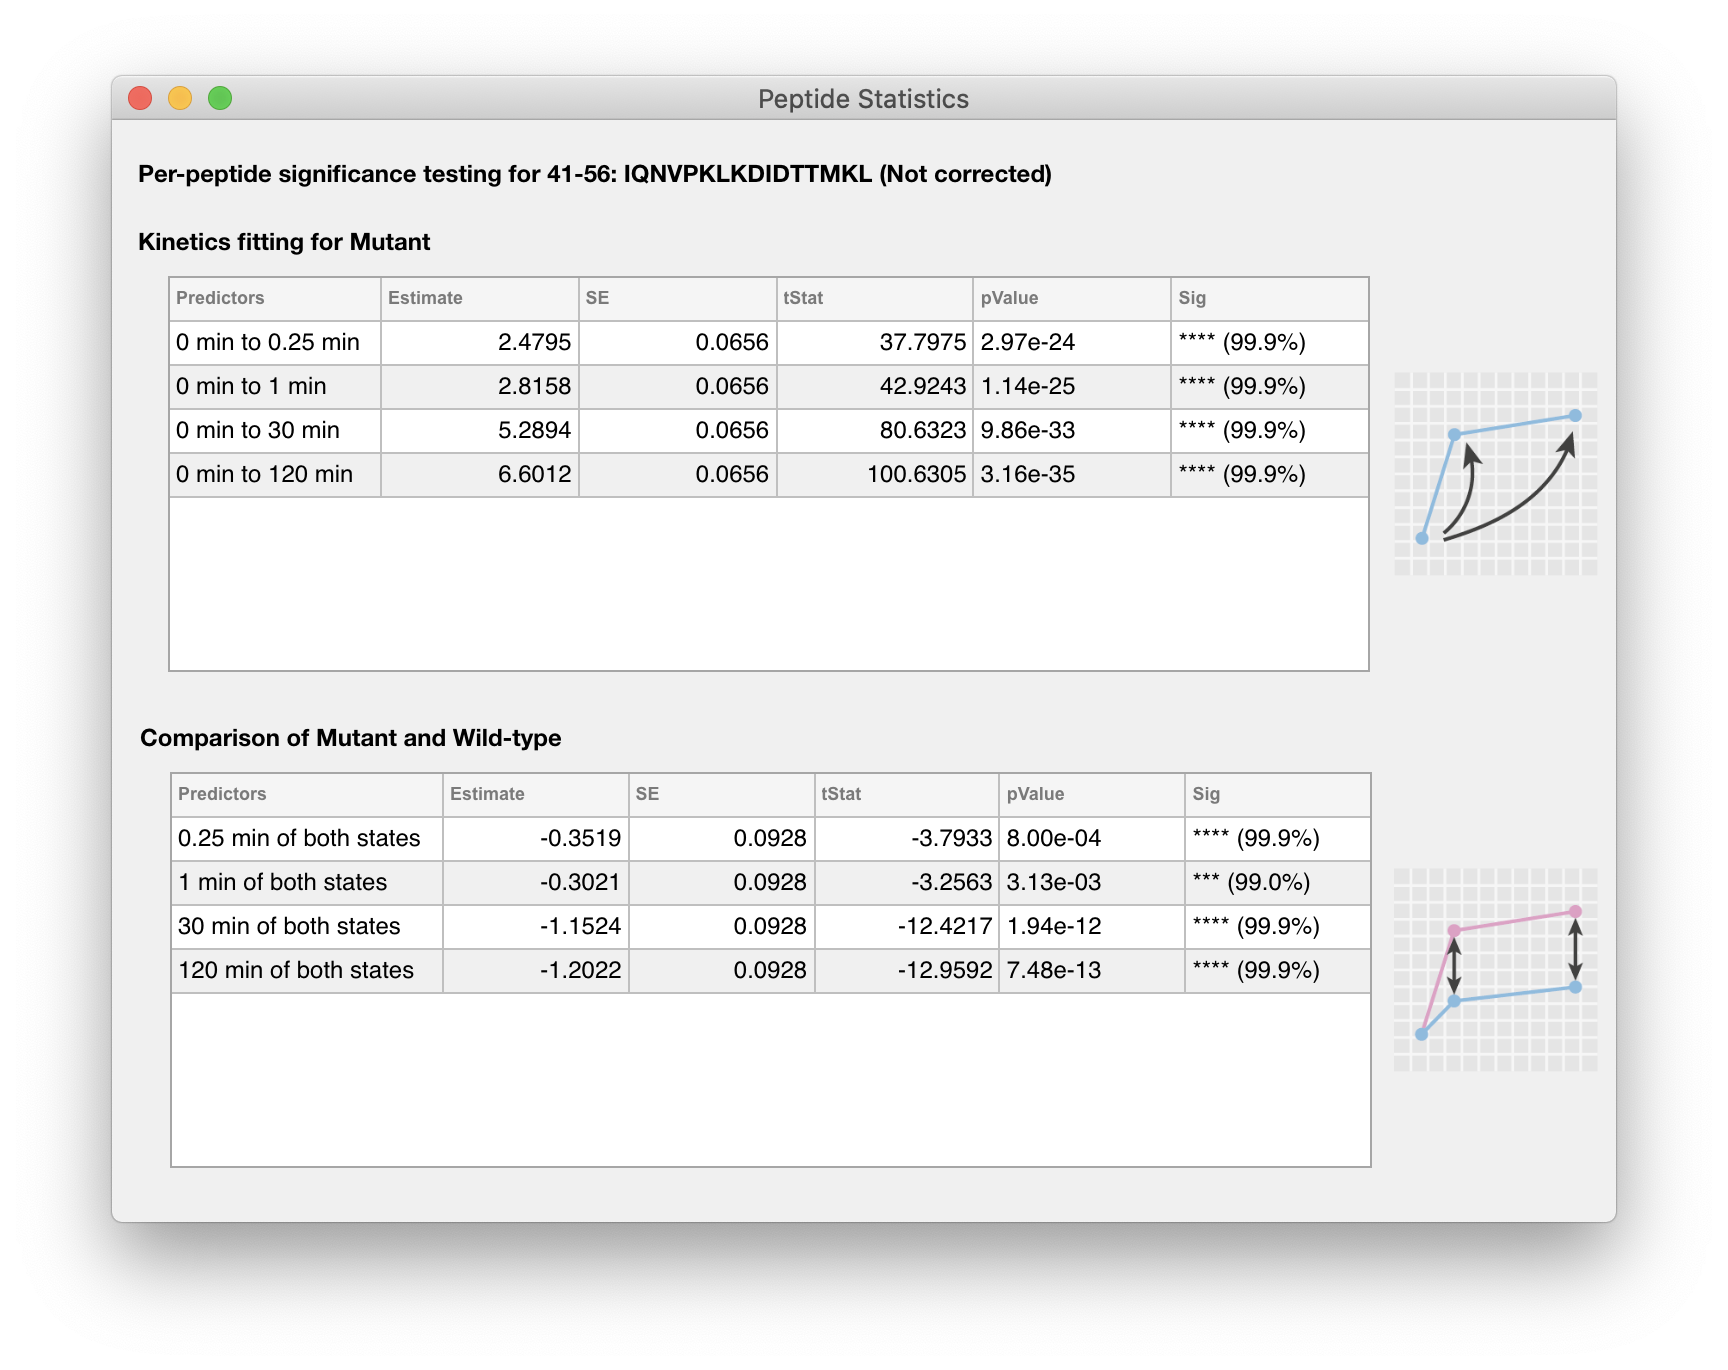 Peptide Statistics
Per-peptide significance testing for 41-56: IQNVPKLKDIDTTMKL (Not corrected)
Kinetics fitting for Mutant
Predictors Estimate SE tStat pValue Sig
0 min to 0.25 min 2.4795 0.0656 37.7975 2.97e-24 **** (99.9%)
0 min to 1 min 2.8158 0.0656 42.9243 1.14e-25 **** (99.9%)
0 min to 30 min 5.2894 0.0656 80.6323 9.86e-33 **** (99.9%)
0 min to 120 min 6.6012 0.0656 100.6305 3.16e-35 **** (99.9%)
Comparison of Mutant and Wild-type
Predictors Estimate SE tStat pValue Sig
0.25 min of both states -0.3519 0.0928 -3.7933 8.00e-04 **** (99.9%)
1 min of both states -0.3021 0.0928 -3.2563 3.13e-03 *** (99.0%)
30 min of both states -1.1524 0.0928 -12.4217 1.94e-12 **** (99.9%)
120 min of both states -1.2022 0.0928 -12.9592 7.48e-13 **** (99.9%)